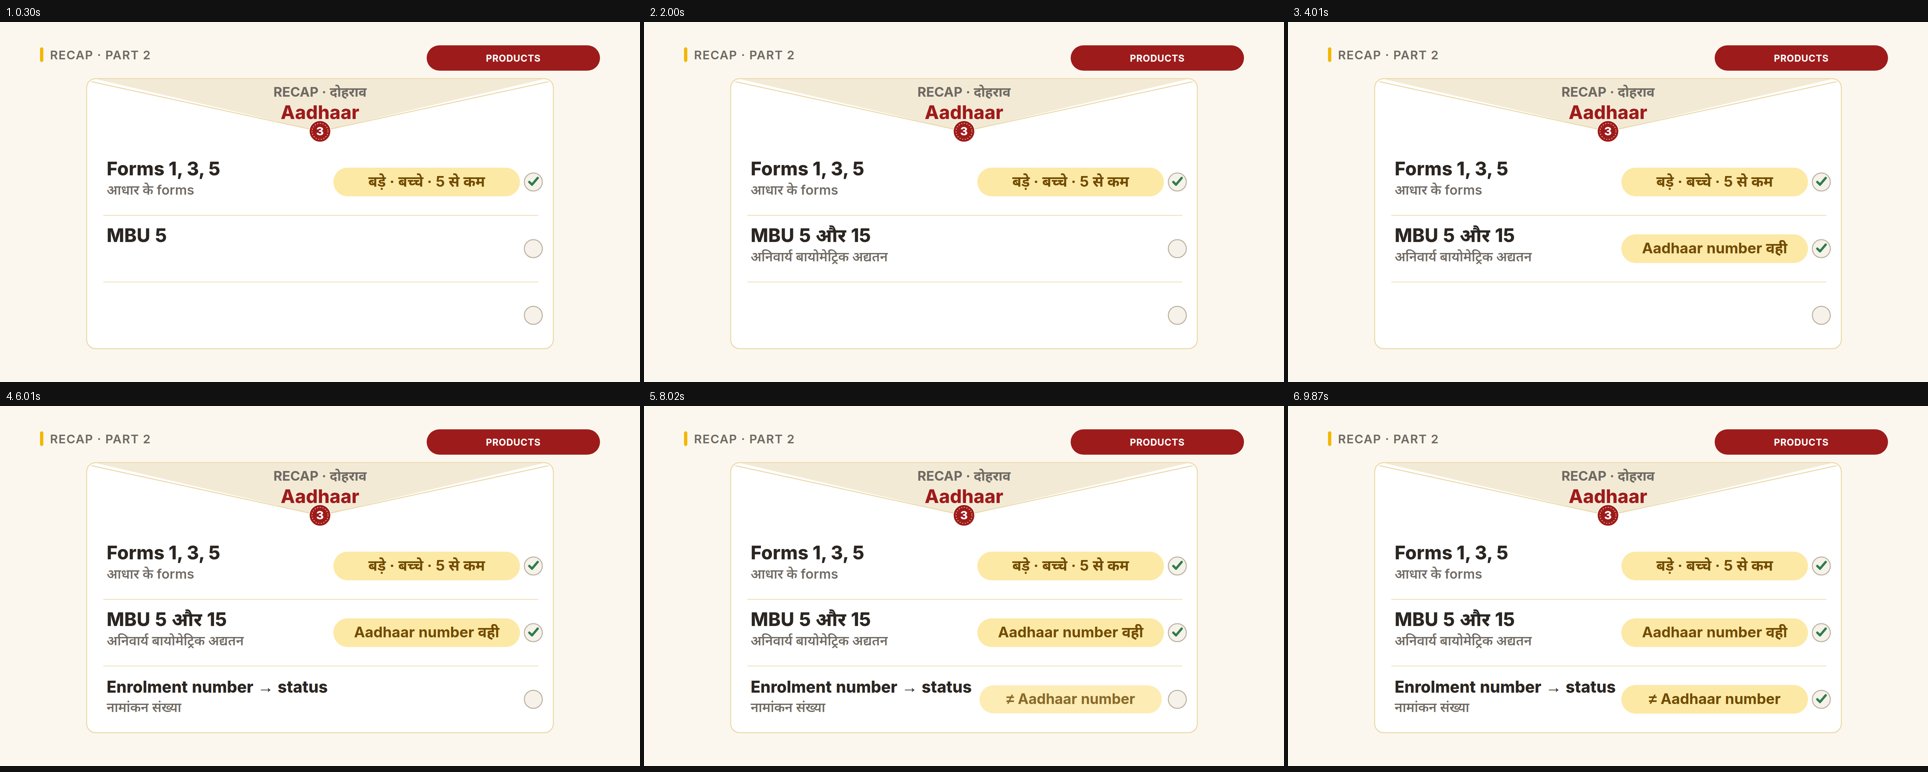 1. 0.30s
RECAP · PART 2
PRODUCTS
RECAP · दोहराव
Aadhaar
3
Forms 1, 3, 5
आधार के forms
बड़े · बच्चे · 5 से कम
MBU 5
2. 2.00s
RECAP · PART 2
PRODUCTS
RECAP · दोहराव
Aadhaar
3
Forms 1, 3, 5
आधार के forms
बड़े · बच्चे · 5 से कम
MBU 5 और 15
अनिवार्य बायोमेट्रिक अद्यतन
3. 4.01s
RECAP · PART 2
PRODUCTS
RECAP · दोहराव
Aadhaar
3
Forms 1, 3, 5
आधार के forms
बड़े · बच्चे · 5 से कम
MBU 5 और 15
अनिवार्य बायोमेट्रिक अद्यतन
Aadhaar number वही
4. 6.01s
RECAP · PART 2
PRODUCTS
RECAP · दोहराव
Aadhaar
3
Forms 1, 3, 5
आधार के forms
बड़े · बच्चे · 5 से कम
MBU 5 और 15
अनिवार्य बायोमेट्रिक अद्यतन
Aadhaar number वही
Enrolment number → status
नामांकन संख्या
5. 8.02s
RECAP · PART 2
PRODUCTS
RECAP · दोहराव
Aadhaar
3
Forms 1, 3, 5
आधार के forms
बड़े · बच्चे · 5 से कम
MBU 5 और 15
अनिवार्य बायोमेट्रिक अद्यतन
Aadhaar number वही
Enrolment number → status
नामांकन संख्या
≠ Aadhaar number
6. 9.87s
RECAP · PART 2
PRODUCTS
RECAP · दोहराव
Aadhaar
3
Forms 1, 3, 5
आधार के forms
बड़े · बच्चे · 5 से कम
MBU 5 और 15
अनिवार्य बायोमेट्रिक अद्यतन
Aadhaar number वही
Enrolment number → status
नामांकन संख्या
≠ Aadhaar number